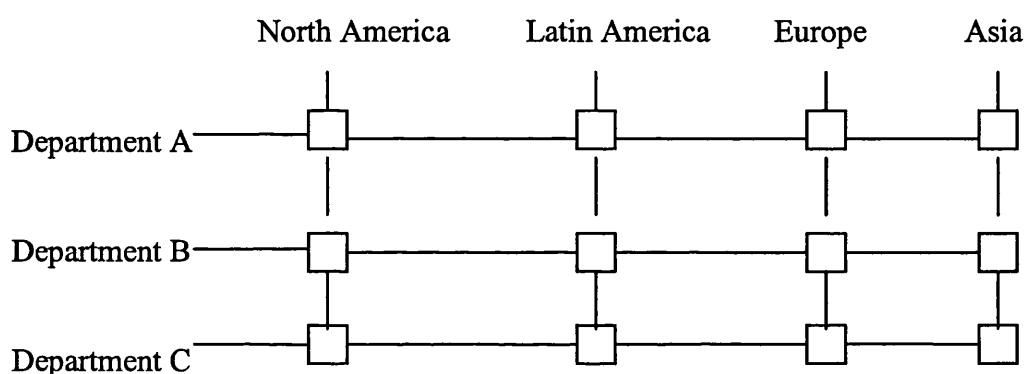 North America Latin America Europe Asia
Department A
Department B
Department C